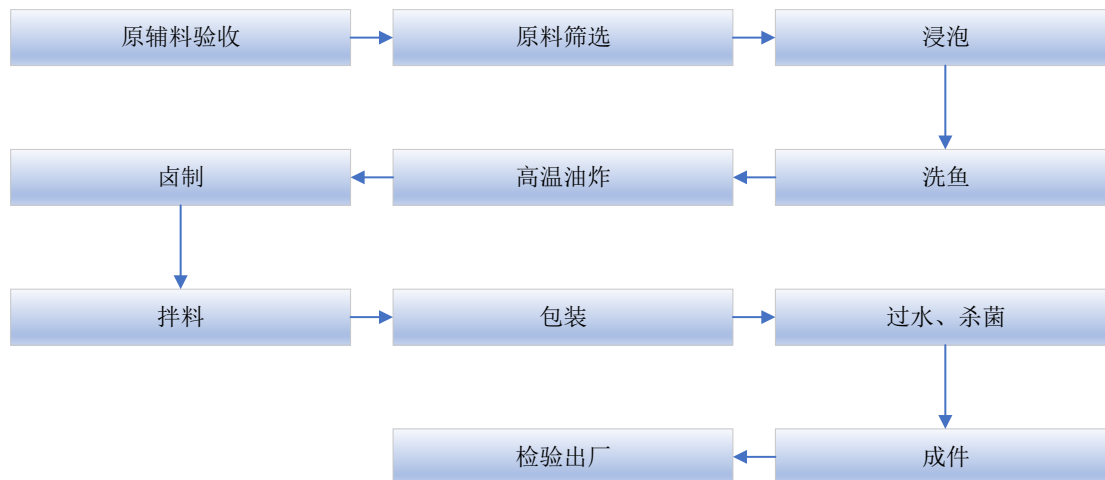 原辅料验收
原料筛选
浸泡
洗鱼
高温油炸
卤制
拌料
包装
过水、杀菌
成件
检验出厂